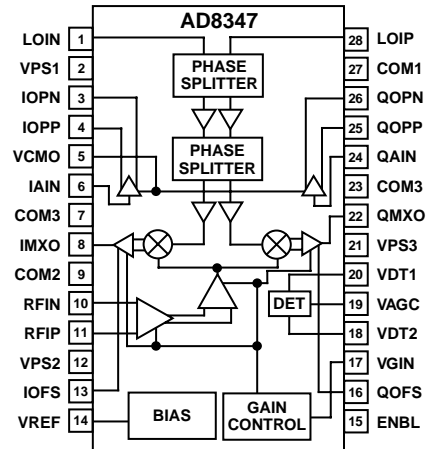 AD8347
LOIN 1
28 LOIP
VPS1 2
27 COM1
IOPN 3
26 QOPN
IOPP 4
25 QOPP
VCMO 5
24 QAIN
IAIN 6
23 COM3
COM3 7
22 QMXO
IMXO 8
21 VPS3
COM2 9
20 VDT1
RFIN 10
19 VAGC
RFIP 11
18 VDT2
VPS2 12
17 VGIN
IOFS 13
16 QOFS
VREF 14
15 ENBL
PHASE
SPLITTER
PHASE
SPLITTER
DET
BIAS
GAIN
CONTROL